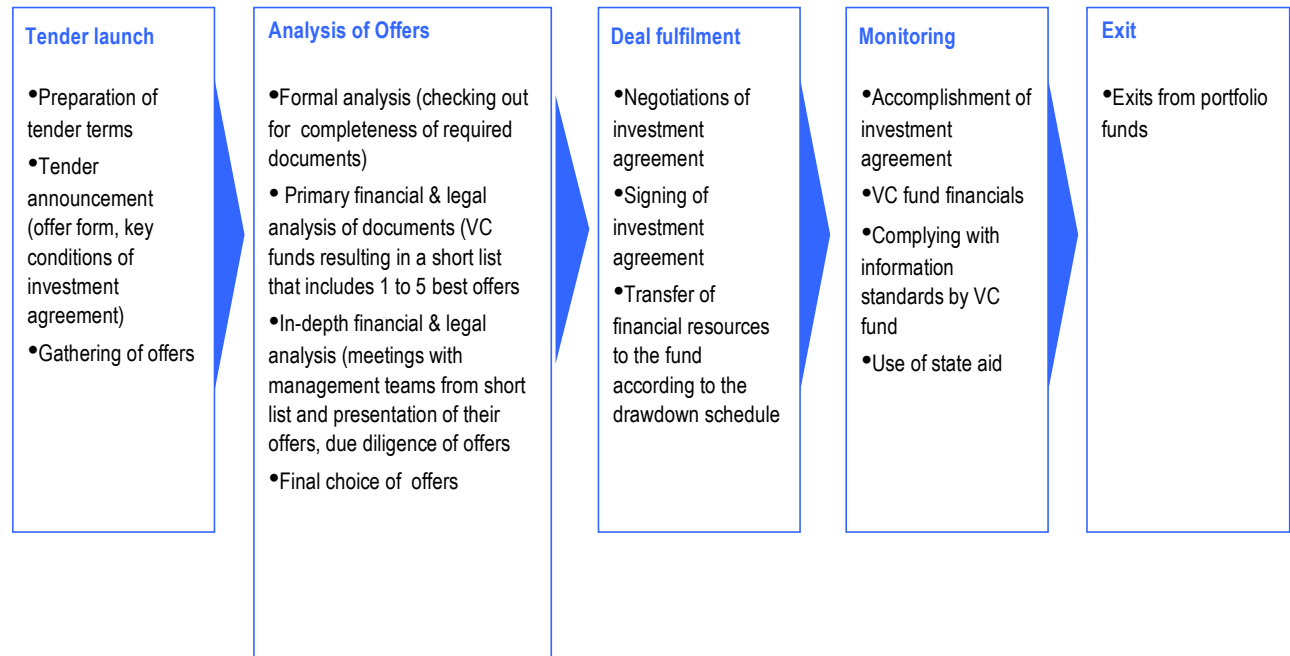 Tender launch
•Preparation of
tender terms
•Tender
announcement
(offer form, key
conditions of
investment
agreement)
•Gathering of offers
Analysis of Offers
•Formal analysis (checking out
for  completeness of required
documents)
• Primary financial & legal
analysis of documents (VC
funds resulting in a short list
that includes 1 to 5 best offers
•In-depth financial & legal
analysis (meetings with
management teams from short
list and presentation of their
offers, due diligence of offers
•Final choice of  offers
Deal fulfilment
•Negotiations of
investment
agreement
•Signing of
investment
agreement
•Transfer of
financial resources
to the fund
according to the
drawdown schedule
Monitoring
•Accomplishment of
investment
agreement
•VC fund financials
•Complying with
information
standards by VC
fund
•Use of state aid
Exit
•Exits from portfolio
funds